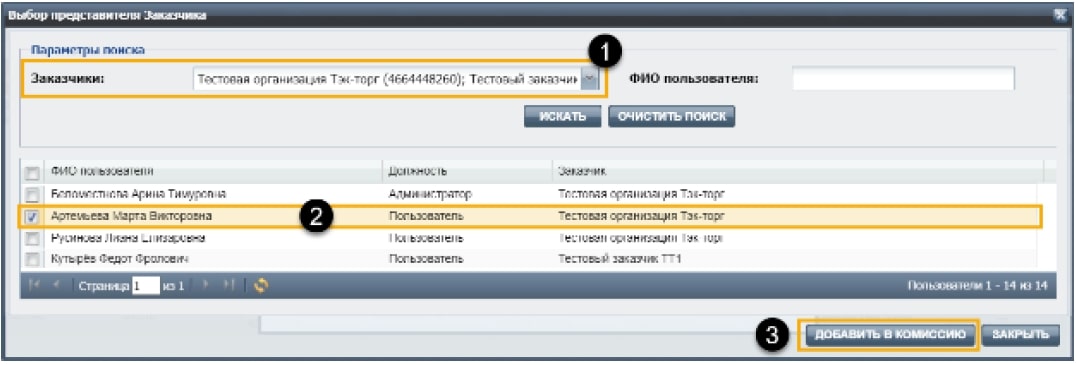 Выбор представителя Заказчика
Параметры поиска
1
Заказчики: Тестовая организация Тэк-торг (4664448260); Тестовый заказчик ФИО пользователя:
ИСКАТЬ ОЧИСТИТЬ ПОИСК
ФИО пользователя Должность Заказчик
Беломестнова Арина Тимуровна Администратор Тестовая организация Тэк-торг
Артемьева Марта Викторовна 2 Пользователь Тестовая организация Тэк-торг
Русинова Лиана Елизаровна Пользователь Тестовая организация Тэк-торг
Кутырёв Федот Фролович Пользователь Тестовый заказчик ТТ1
Страница 1 из 1 Пользователи 1 - 14 из 14
3 ДОБАВИТЬ В КОМИССИЮ ЗАКРЫТЬ